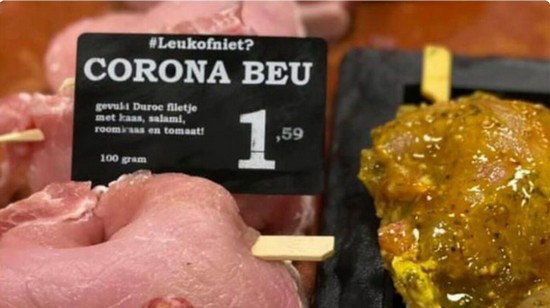 #Leukofniet?
CORONA BEU
gevuld Duroc filetje
met kaas, salami,
roomkaas en tomaat!
1,59
100 gram